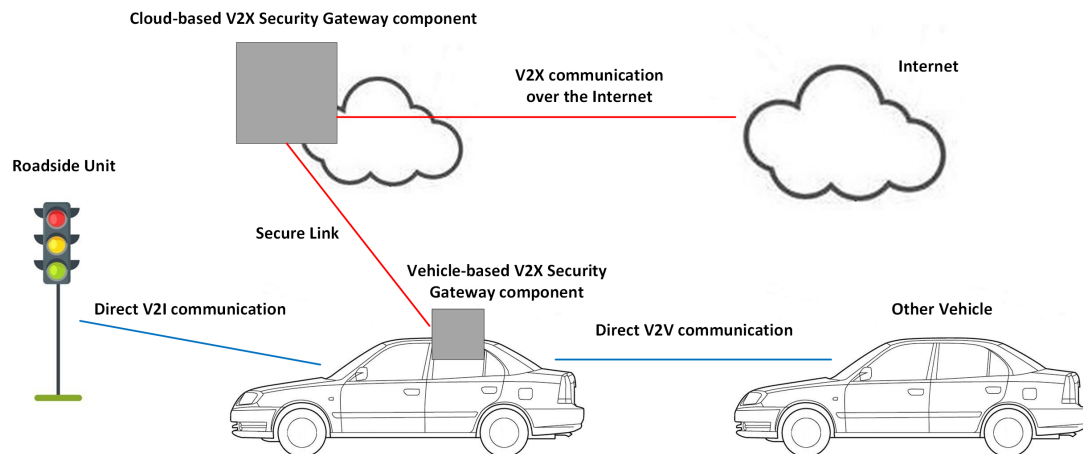 Cloud-based V2X Security Gateway component
V2X communication
over the Internet
Internet
Roadside Unit
Secure Link
Vehicle-based V2X Security
Gateway component
Direct V2I communication
Direct V2V communication
Other Vehicle